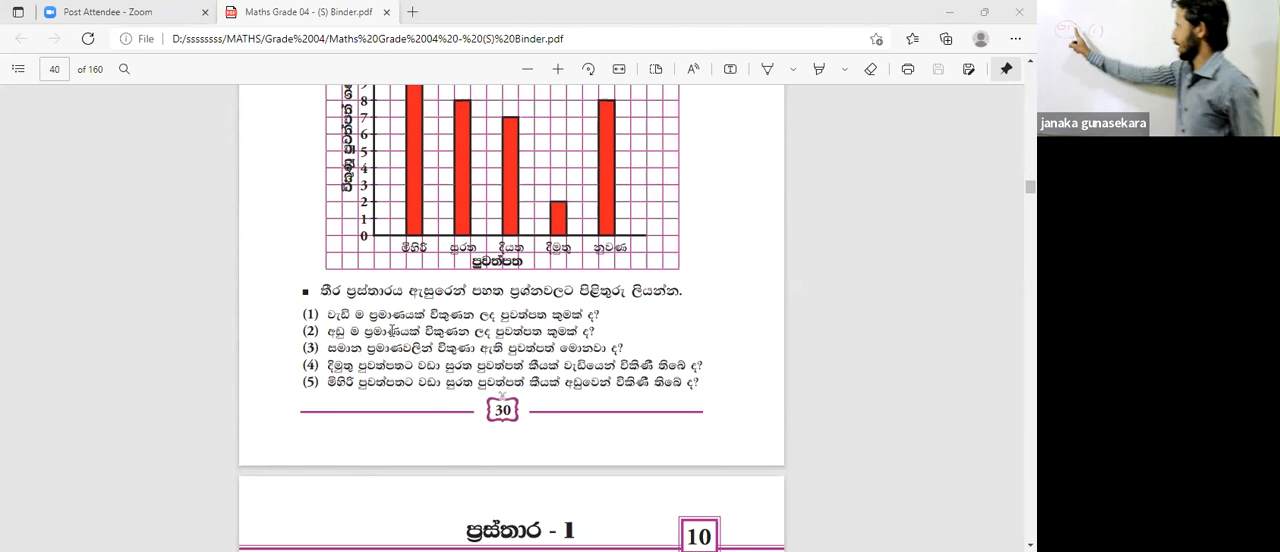 Post Attendee - Zoom
Maths Grade 04 - (S) Binder.pdf
File
D:/ssssssss/MATHS/Grade%2004/Maths%20Grade%2004%20-%20(S)%20Binder.pdf
40 of 160
janaka gunasekara
විකුණූ පුවත්පත්
8
7
6
5
4
3
2
1
0
මිහිරි සුරත දියත දිමුතු නුවණ
පුවත්පත
■ තීර ප්‍රස්තාරය ඇසුරෙන් පහත ප්‍රශ්නවලට පිළිතුරු ලියන්න.
(1) වැඩි ම ප්‍රමාණයක් විකුණන ලද පුවත්පත කුමක් ද?
(2) අඩු ම ප්‍රමාණයක් විකුණන ලද පුවත්පත කුමක් ද?
(3) සමාන ප්‍රමාණවලින් විකුණා ඇති පුවත්පත් මොනවා ද?
(4) දිමුතු පුවත්පතට වඩා සුරත පුවත්පත් කීයක් වැඩියෙන් විකිණී තිබේ ද?
(5) මිහිරි පුවත්පතට වඩා සුරත පුවත්පත් කීයක් අඩුවෙන් විකිණී තිබේ ද?
30
ප්‍රස්තාර - 1
10